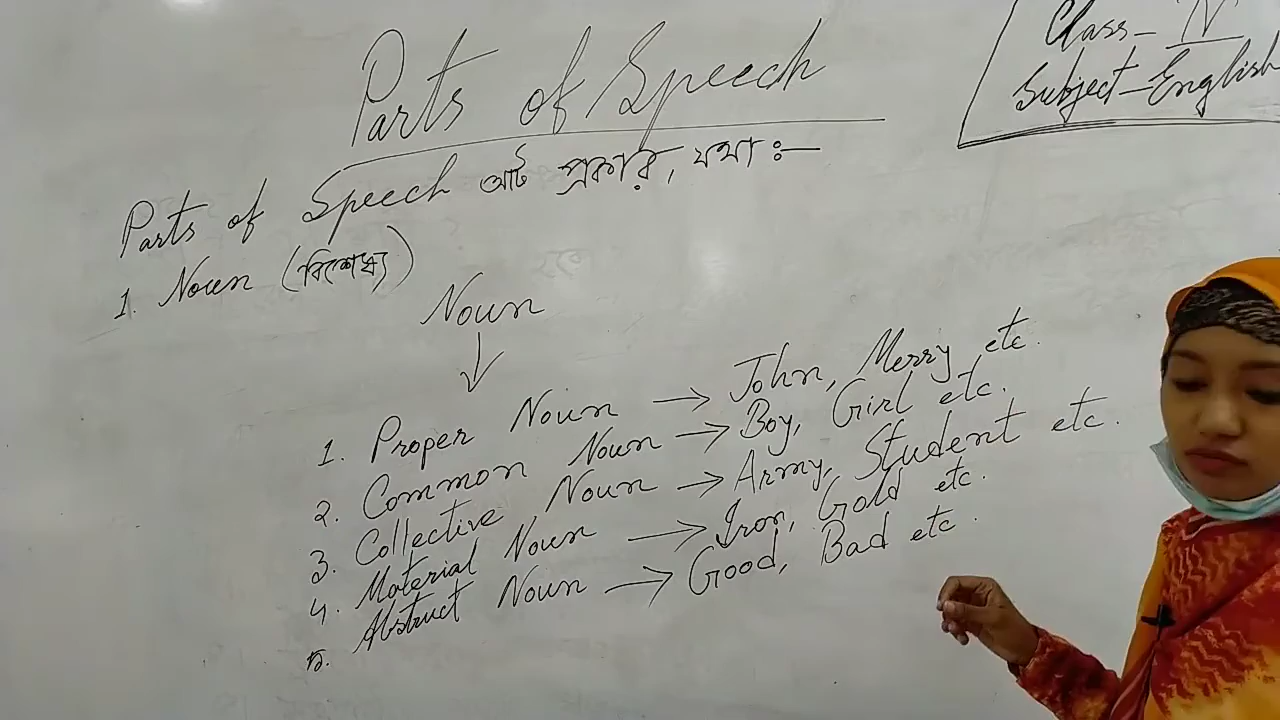 Parts of Speech
Class- IV
Subject-English
Parts of Speech আট প্রকার, যথাঃ-
1. Noun (বিশেষ্য)
Noun
1. Proper Noun → John, Merry etc.
2. Common Noun → Boy, Girl etc.
3. Collective Noun → Army, Student etc.
4. Material Noun → Iron, Gold etc.
5. Abstruct Noun → Good, Bad etc.